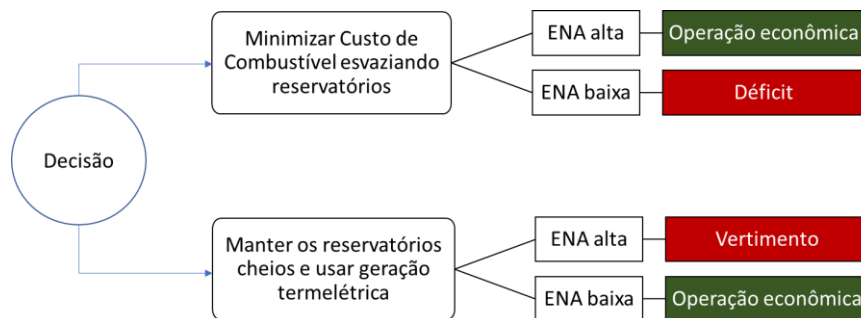 Minimizar Custo de
Combustível esvaziando
reservatórios
ENA alta
Operação econômica
ENA baixa
Déficit
Decisão
Manter os reservatórios
cheios e usar geração
termelétrica
ENA alta
Vertimento
ENA baixa
Operação econômica